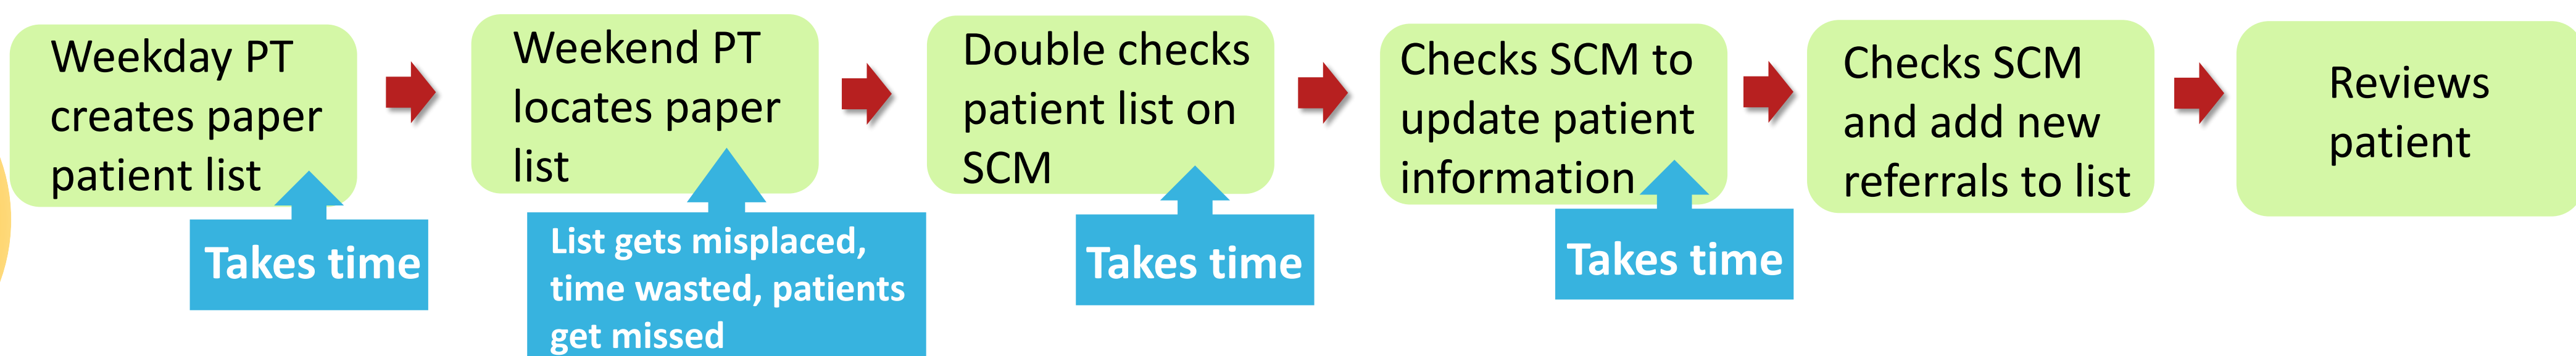 Weekday PT
creates paper
patient list
Weekend PT
locates paper
list
Double checks
patient list on
SCM
Checks SCM to
update patient
information
Checks SCM
and add new
referrals to list
Reviews
patient
Takes time
List gets misplaced,
time wasted, patients
get missed
Takes time
Takes time